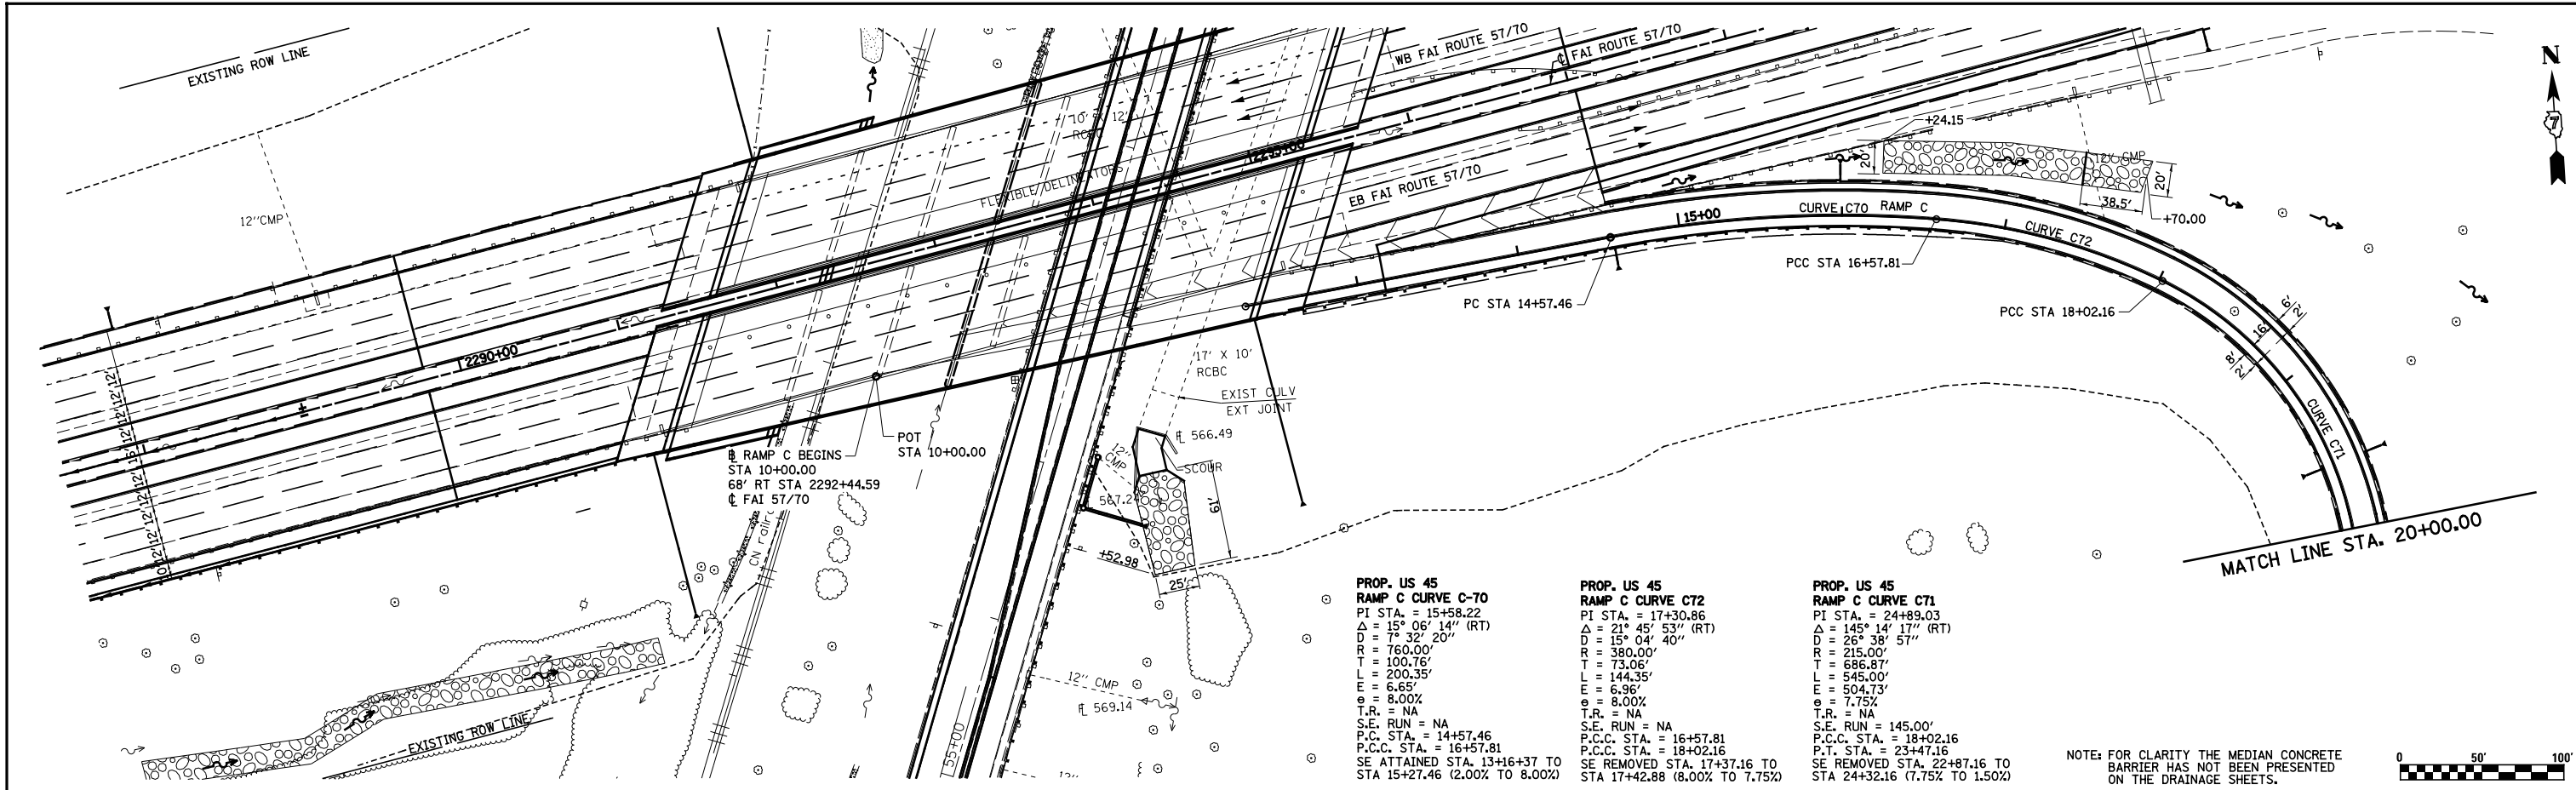 EXISTING ROW LINE
WB FAI ROUTE 57/70
℄ FAI ROUTE 57/70
N
7
10' X 12'
+24.15
20'
12" CMP
20'
38.5'
+70.00
2295+00
FLEXIBLE DELINEATORS
EB FAI ROUTE 57/70
12"CMP
15+00
CURVE C70
RAMP C
CURVE C72
PCC STA 16+57.81
PC STA 14+57.46
PCC STA 18+02.16
6'
2'
16'
8'
2'
2290+00
17' X 10'
RCBC
EXIST CULV
EXT JOINT
CURVE C71
POT
STA 10+00.00
B RAMP C BEGINS
STA 10+00.00
68' RT STA 2292+44.59
℄ FAI 57/70
FL 566.49
SCOUR
12"
CMP
61'
+52.98
25'
MATCH LINE STA. 20+00.00
12" CMP
FL 569.14
EXISTING ROW LINE
55+00
12"
PROP. US 45
RAMP C CURVE C-70
PI STA. = 15+58.22
Δ = 15° 06' 14" (RT)
D = 7° 32' 20"
R = 760.00'
T = 100.76'
L = 200.35'
E = 6.65'
e = 8.00%
T.R. = NA
S.E. RUN = NA
P.C. STA. = 14+57.46
P.C.C. STA. = 16+57.81
SE ATTAINED STA. 13+16+37 TO
STA 15+27.46 (2.00% TO 8.00%)
PROP. US 45
RAMP C CURVE C72
PI STA. = 17+30.86
Δ = 21° 45' 53" (RT)
D = 15° 04' 40"
R = 380.00'
T = 73.06'
L = 144.35'
E = 6.96'
e = 8.00%
T.R. = NA
S.E. RUN = NA
P.C.C. STA. = 16+57.81
P.C.C. STA. = 18+02.16
SE REMOVED STA. 17+37.16 TO
STA 17+42.88 (8.00% TO 7.75%)
PROP. US 45
RAMP C CURVE C71
PI STA. = 24+89.03
Δ = 145° 14' 17" (RT)
D = 26° 38' 57"
R = 215.00'
T = 686.87'
L = 545.00'
E = 504.73'
e = 7.75%
T.R. = NA
S.E. RUN = 145.00'
P.C.C. STA. = 18+02.16
P.T. STA. = 23+47.16
SE REMOVED STA. 22+87.16 TO
STA 24+32.16 (7.75% TO 1.50%)
NOTE: FOR CLARITY THE MEDIAN CONCRETE
BARRIER HAS NOT BEEN PRESENTED
ON THE DRAINAGE SHEETS.
0 50' 100'